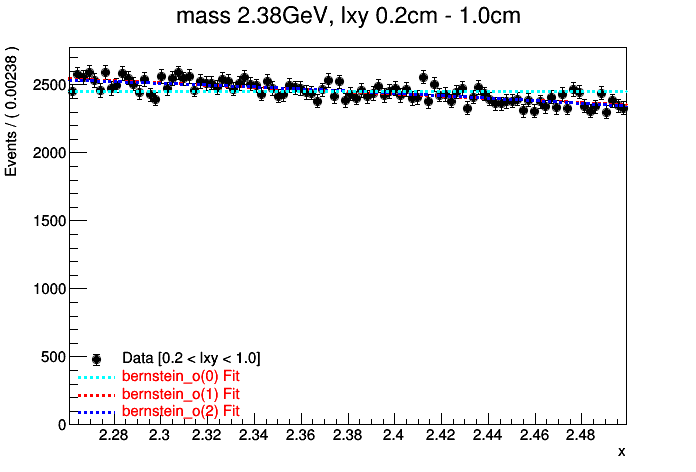 mass 2.38GeV, lxy 0.2cm - 1.0cm
Events / ( 0.00238 )
2500
2000
1500
1000
500
0
Data [0.2 < lxy < 1.0]
bernstein_o(0) Fit
bernstein_o(1) Fit
bernstein_o(2) Fit
2.28 2.3 2.32 2.34 2.36 2.38 2.4 2.42 2.44 2.46 2.48
x